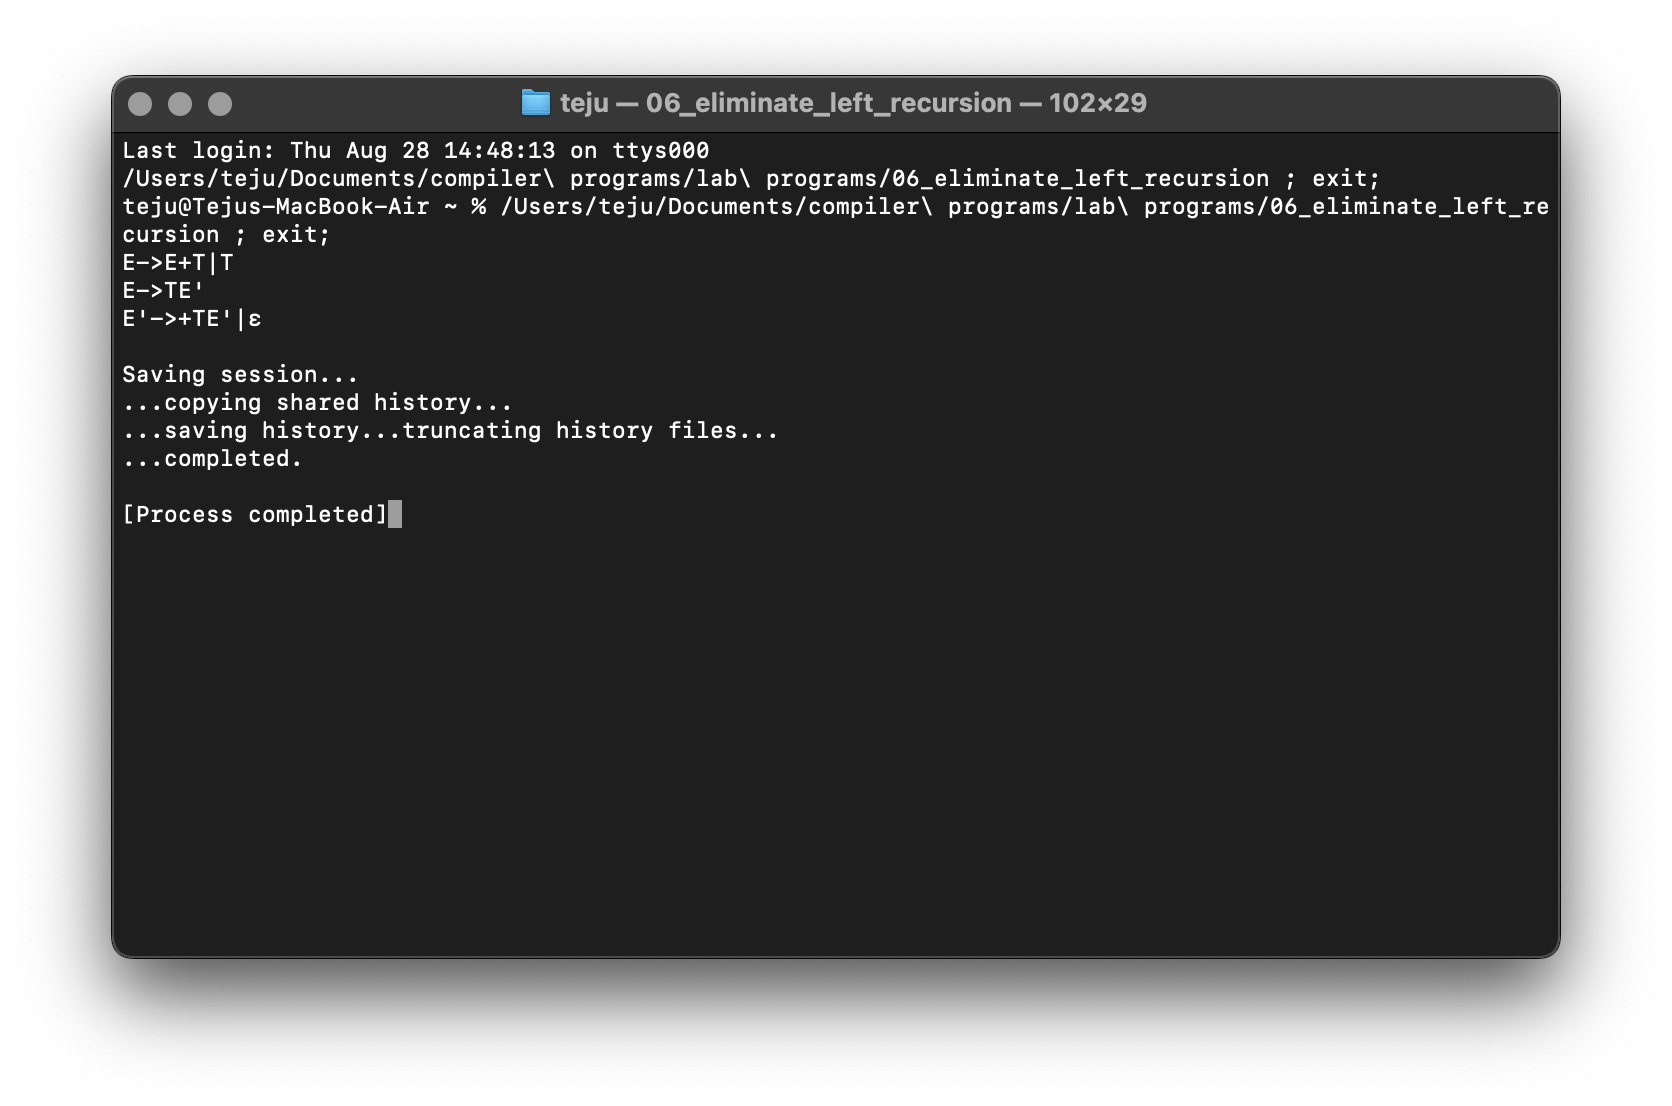 teju — 06_eliminate_left_recursion — 102×29
Last login: Thu Aug 28 14:48:13 on ttys000
/Users/teju/Documents/compiler\ programs/lab\ programs/06_eliminate_left_recursion ; exit;
teju@Tejus-MacBook-Air ~ % /Users/teju/Documents/compiler\ programs/lab\ programs/06_eliminate_left_re
cursion ; exit;
E->E+T|T
E->TE'
E'->+TE'|ε
Saving session...
...copying shared history...
...saving history...truncating history files...
...completed.
[Process completed]